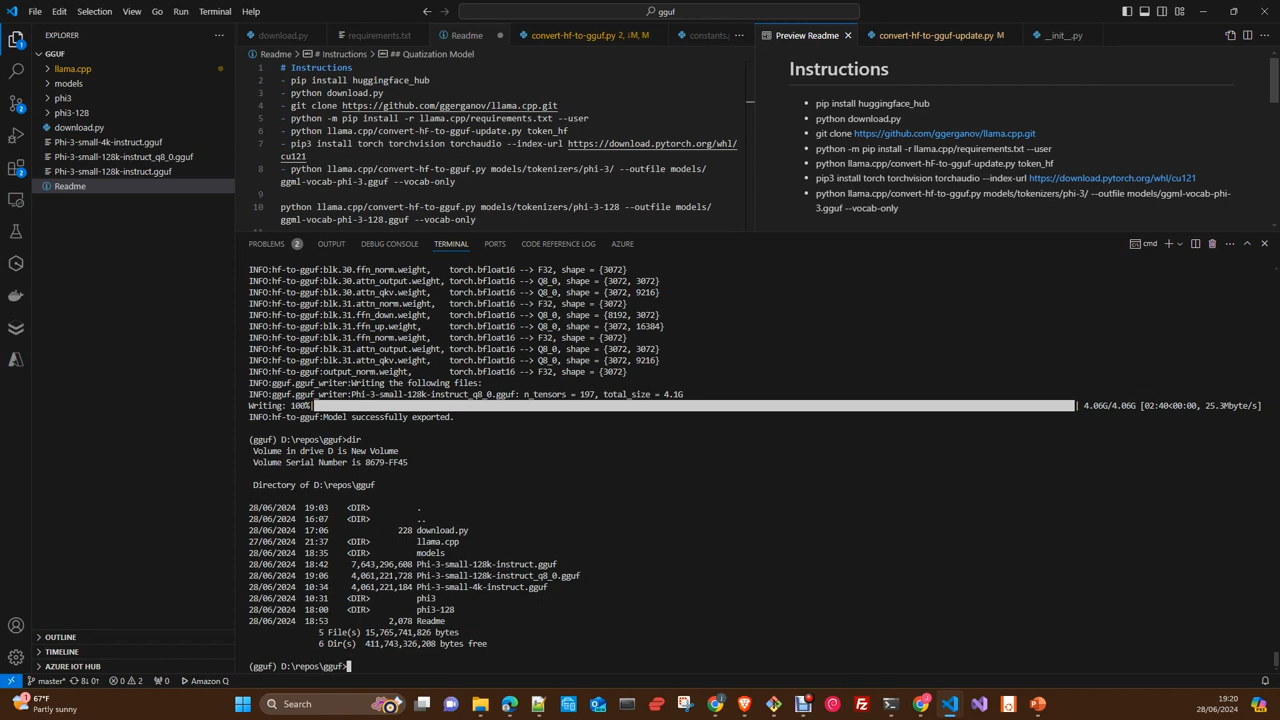 File Edit Selection View Go Run Terminal Help
gguf
EXPLORER
GGUF
llama.cpp
models
phi3
phi3-128
download.py
Phi-3-small-4k-instruct.gguf
Phi-3-small-128k-instruct_q8_0.gguf
Phi-3-small-128k-instruct.gguf
Readme
OUTLINE
TIMELINE
AZURE IOT HUB
download.py requirements.txt Readme convert-hf-to-gguf.py 2, ↓M, M constants.
Readme > # Instructions > ## Quatization Model
1 # Instructions
2 - pip install huggingface_hub
3 - python download.py
4 - git clone https://github.com/ggerganov/llama.cpp.git
5 - python -m pip install -r llama.cpp/requirements.txt --user
6 - python llama.cpp/convert-hF-to-gguf-update.py token_hf
7 - pip3 install torch torchvision torchaudio --index-url https://download.pytorch.org/whl/
cu121
8 - python llama.cpp/convert-hf-to-gguf.py models/tokenizers/phi-3/ --outfile models/
ggml-vocab-phi-3.gguf --vocab-only
9
10 python llama.cpp/convert-hf-to-gguf.py models/tokenizers/phi-3-128 --outfile models/
ggml-vocab-phi-3-128.gguf --vocab-only
Preview Readme convert-hf-to-gguf-update.py M __init__.py
Instructions
• pip install huggingface_hub
• python download.py
• git clone https://github.com/ggerganov/llama.cpp.git
• python -m pip install -r llama.cpp/requirements.txt --user
• python llama.cpp/convert-hF-to-gguf-update.py token_hf
• pip3 install torch torchvision torchaudio --index-url https://download.pytorch.org/whl/cu121
• python llama.cpp/convert-hf-to-gguf.py models/tokenizers/phi-3/ --outfile models/ggml-vocab-phi-
3.gguf --vocab-only
PROBLEMS 2 OUTPUT DEBUG CONSOLE TERMINAL PORTS CODE REFERENCE LOG AZURE
cmd
INFO:hf-to-gguf:blk.30.ffn_norm.weight, torch.bfloat16 --> F32, shape = {3072}
INFO:hf-to-gguf:blk.30.attn_output.weight, torch.bfloat16 --> Q8_0, shape = {3072, 3072}
INFO:hf-to-gguf:blk.30.attn_qkv.weight, torch.bfloat16 --> Q8_0, shape = {3072, 9216}
INFO:hf-to-gguf:blk.31.attn_norm.weight, torch.bfloat16 --> F32, shape = {3072}
INFO:hf-to-gguf:blk.31.ffn_down.weight, torch.bfloat16 --> Q8_0, shape = {8192, 3072}
INFO:hf-to-gguf:blk.31.ffn_up.weight, torch.bfloat16 --> Q8_0, shape = {3072, 16384}
INFO:hf-to-gguf:blk.31.ffn_norm.weight, torch.bfloat16 --> F32, shape = {3072}
INFO:hf-to-gguf:blk.31.attn_output.weight, torch.bfloat16 --> Q8_0, shape = {3072, 3072}
INFO:hf-to-gguf:blk.31.attn_qkv.weight, torch.bfloat16 --> Q8_0, shape = {3072, 9216}
INFO:hf-to-gguf:output_norm.weight, torch.bfloat16 --> F32, shape = {3072}
INFO:gguf.gguf_writer:Writing the following files:
INFO:gguf.gguf_writer:Phi-3-small-128k-instruct_q8_0.gguf: n_tensors = 197, total_size = 4.1G
Writing: 100%| | 4.06G/4.06G [02:40<00:00, 25.3Mbyte/s]
INFO:hf-to-gguf:Model successfully exported.
(gguf) D:\repos\gguf>dir
Volume in drive D is New Volume
Volume Serial Number is 8679-FF45
Directory of D:\repos\gguf
28/06/2024 19:03 <DIR> .
28/06/2024 16:07 <DIR> ..
28/06/2024 17:06 228 download.py
27/06/2024 21:37 <DIR> llama.cpp
28/06/2024 18:35 <DIR> models
28/06/2024 18:42 7,643,296,608 Phi-3-small-128k-instruct.gguf
28/06/2024 19:06 4,061,221,728 Phi-3-small-128k-instruct_q8_0.gguf
28/06/2024 10:34 4,061,221,184 Phi-3-small-4k-instruct.gguf
28/06/2024 10:31 <DIR> phi3
28/06/2024 18:00 <DIR> phi3-128
28/06/2024 18:53 2,078 Readme
5 File(s) 15,765,741,826 bytes
6 Dir(s) 411,743,326,208 bytes free
(gguf) D:\repos\gguf>
master* 8↓ 0↑ 0 2 0 Amazon Q
67°F
Partly sunny
Search
19:20
28/06/2024